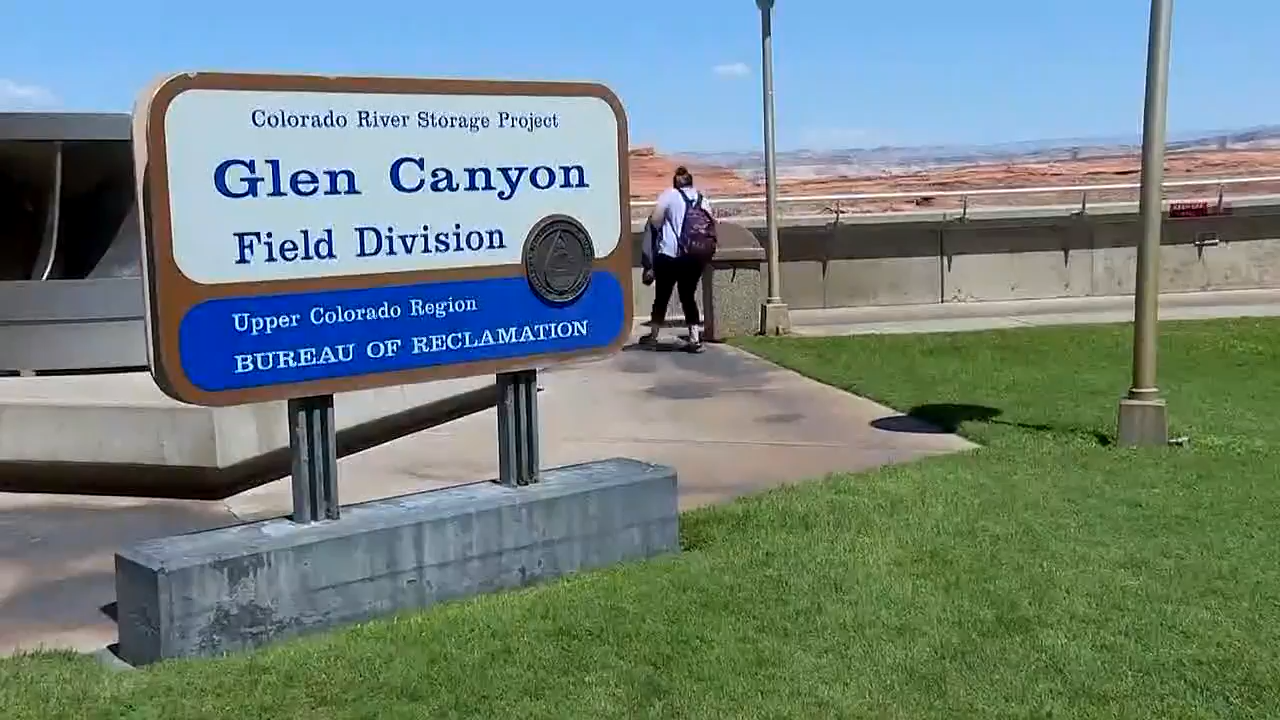 Colorado River Storage Project
Glen Canyon
Field Division
Upper Colorado Region
BUREAU OF RECLAMATION